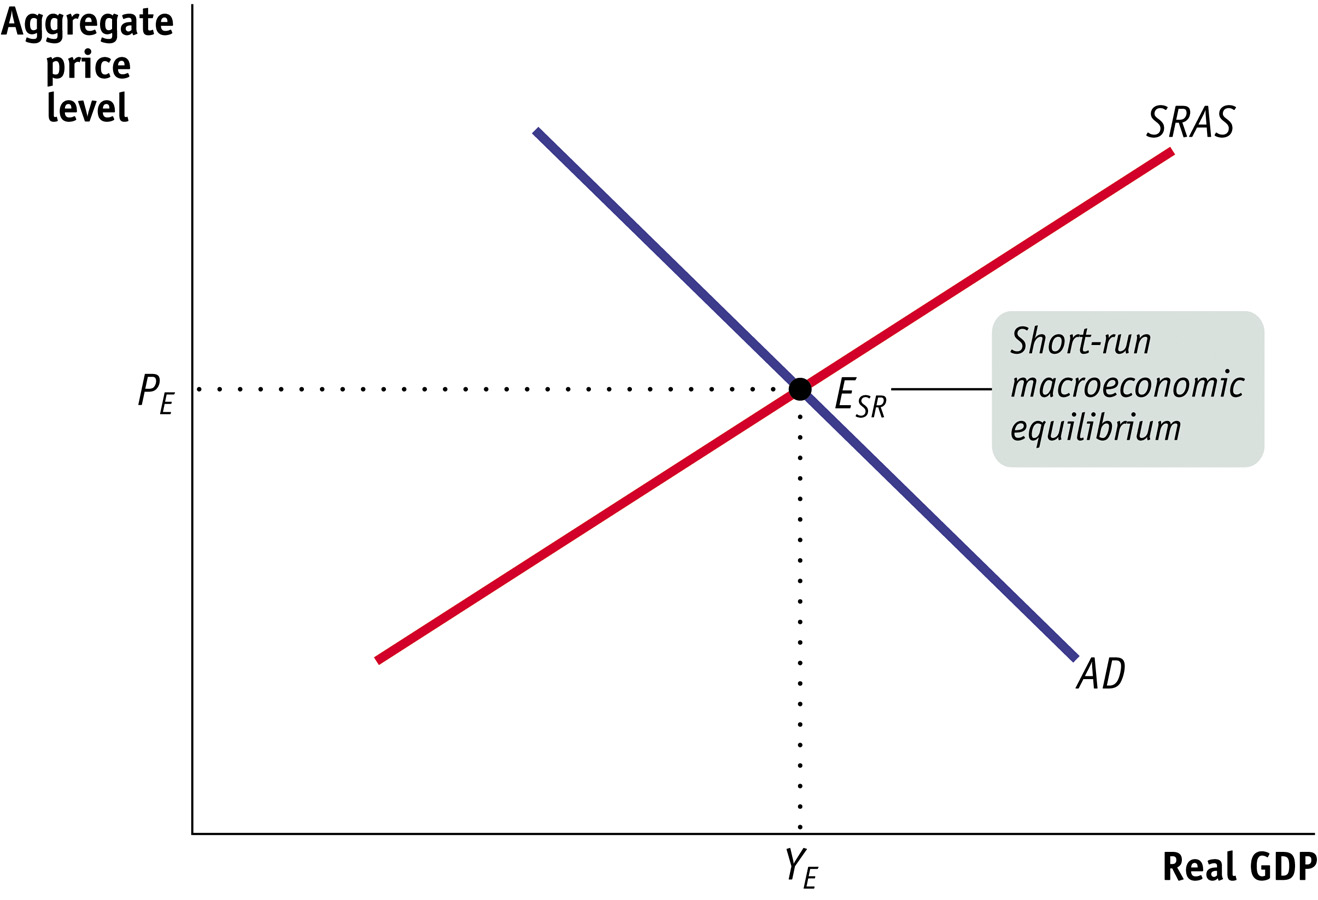 Aggregate
price
level
SRAS
Short-run
macroeconomic
equilibrium
P_E
E_SR
AD
Y_E
Real GDP